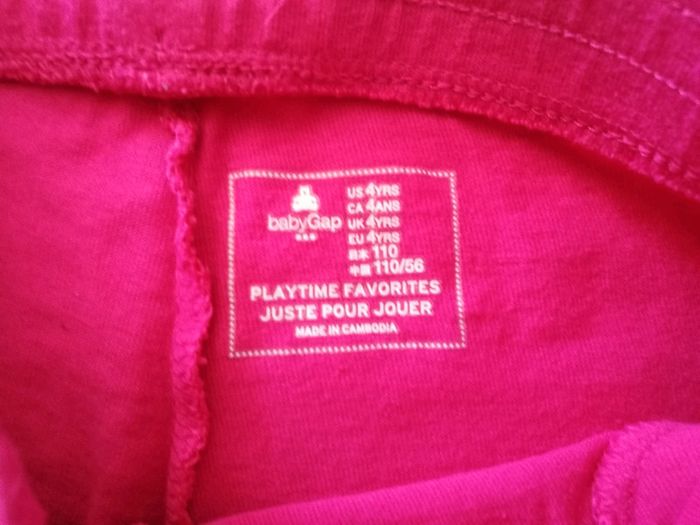 babyGap
US 4YRS
CA 4ANS
UK 4YRS
EU 4YRS
日本 110
中国 110/56
PLAYTIME FAVORITES
JUSTE POUR JOUER
MADE IN CAMBODIA